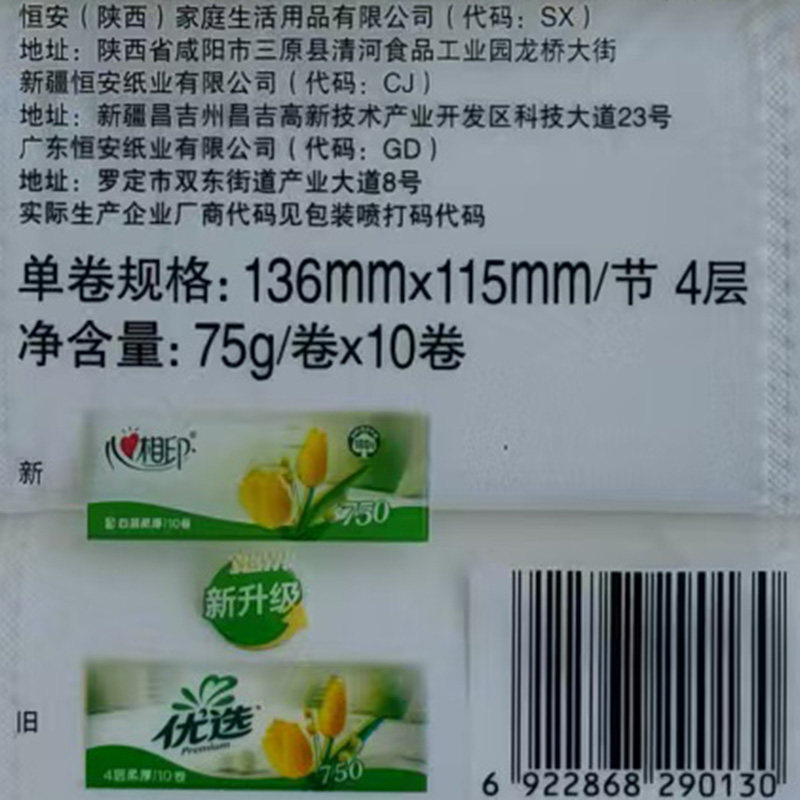 恒安（陕西）家庭生活用品有限公司（代码：SX）
地址：陕西省咸阳市三原县清河食品工业园龙桥大街
新疆恒安纸业有限公司（代码：CJ）
地址：新疆昌吉州昌吉高新技术产业开发区科技大道23号
广东恒安纸业有限公司（代码：GD）
地址：罗定市双东街道产业大道8号
实际生产企业厂商代码见包装喷打码代码
单卷规格：136mmx115mm/节 4层
净含量：75g/卷x10卷
新
心相印®
750
新升级
旧
优选
Premium
4层柔厚/10卷
750
6 922868 290130